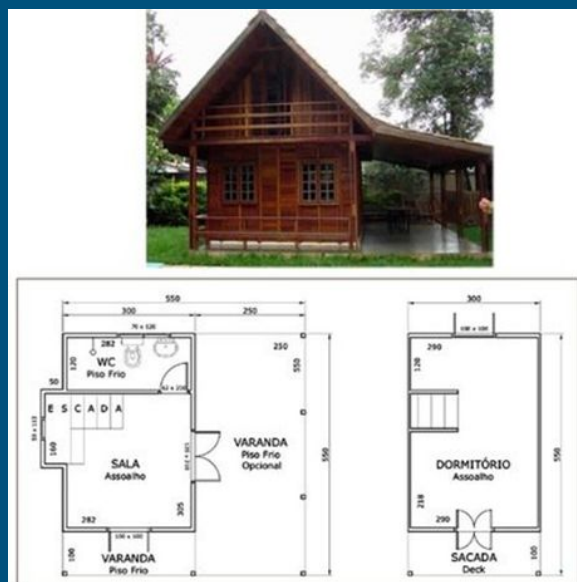 550
300
250
70 x 120
282
250
WC
Piso Frio
120
550
50
62 x 210
E S C A D A
160
SALA
Assoalho
VARANDA
Piso Frio
Opcional
550
305
282
100 x 100
100
VARANDA
Piso Frio
300
100 x 100
290
120
DORMITÓRIO
Assoalho
550
218
290
100
SACADA
Deck